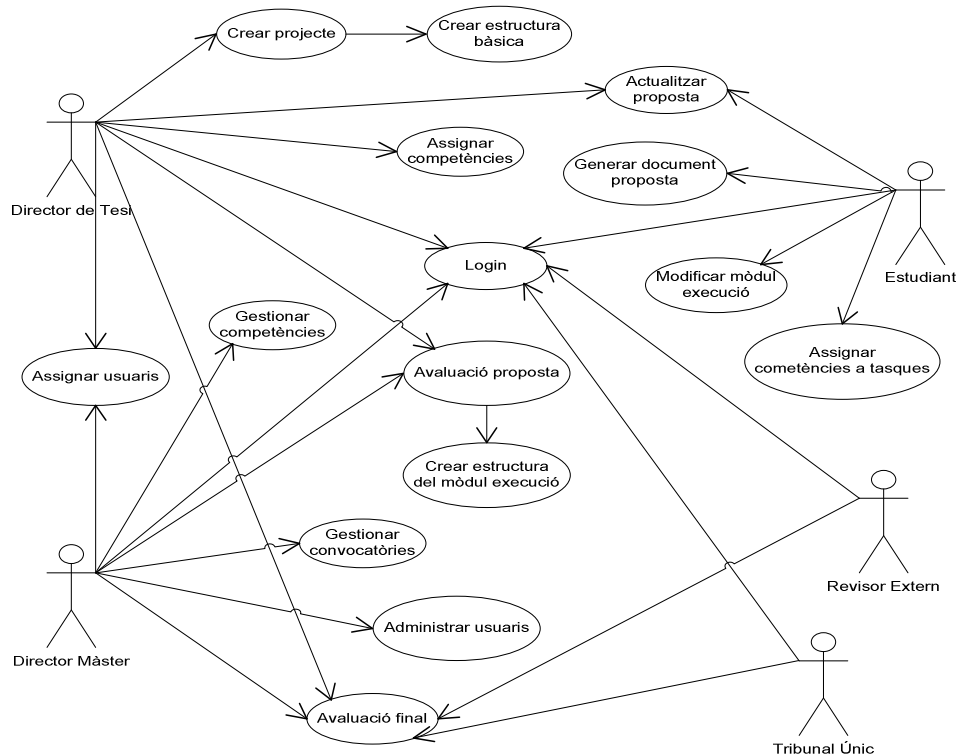 Crear projecte
Crear estructura
bàsica
Actualitzar
proposta
Assignar
competències
Generar document
proposta
Director de Tesi
Login
Estudiant
Modificar mòdul
execució
Gestionar
competències
Assignar
cometències a tasques
Assignar usuaris
Avaluació proposta
Crear estructura
del mòdul execució
Gestionar
convocatòries
Revisor Extern
Administrar usuaris
Director Màster
Avaluació final
Tribunal Únic